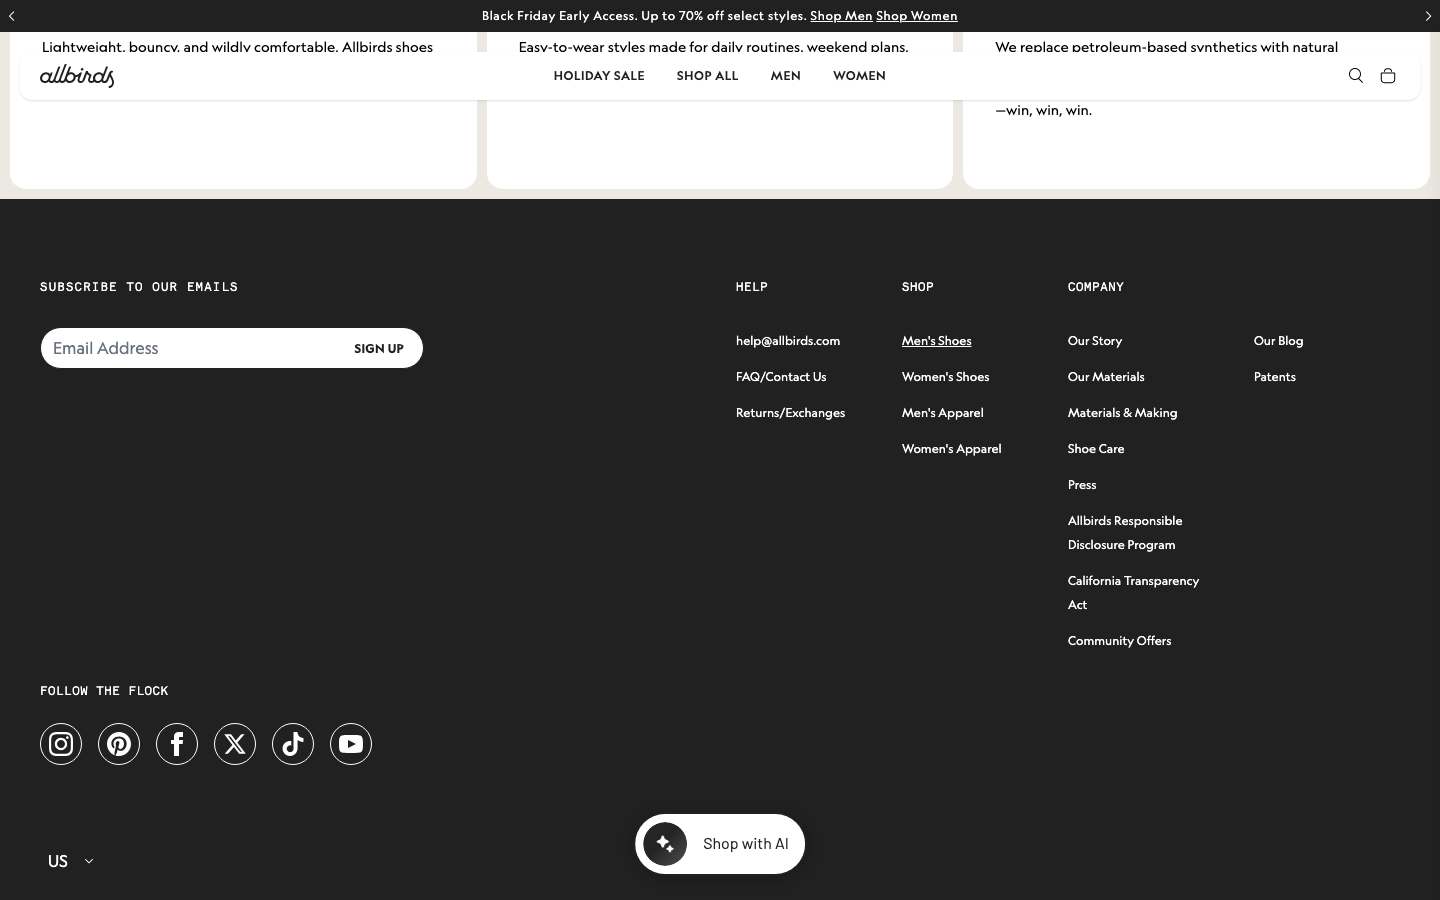 Black Friday Early Access. Up to 70% off select styles. Shop Men Shop Women
Lightweight, bouncy, and wildly comfortable. Allbirds shoes
Easy-to-wear styles made for daily routines, weekend plans,
We replace petroleum-based synthetics with natural
allbirds
HOLIDAY SALE
SHOP ALL
MEN
WOMEN
—win, win, win.
SUBSCRIBE TO OUR EMAILS
Email Address
SIGN UP
HELP
help@allbirds.com
FAQ/Contact Us
Returns/Exchanges
SHOP
Men's Shoes
Women's Shoes
Men's Apparel
Women's Apparel
COMPANY
Our Story
Our Materials
Materials & Making
Shoe Care
Press
Allbirds Responsible
Disclosure Program
California Transparency
Act
Community Offers
Our Blog
Patents
FOLLOW THE FLOCK
US
Shop with AI